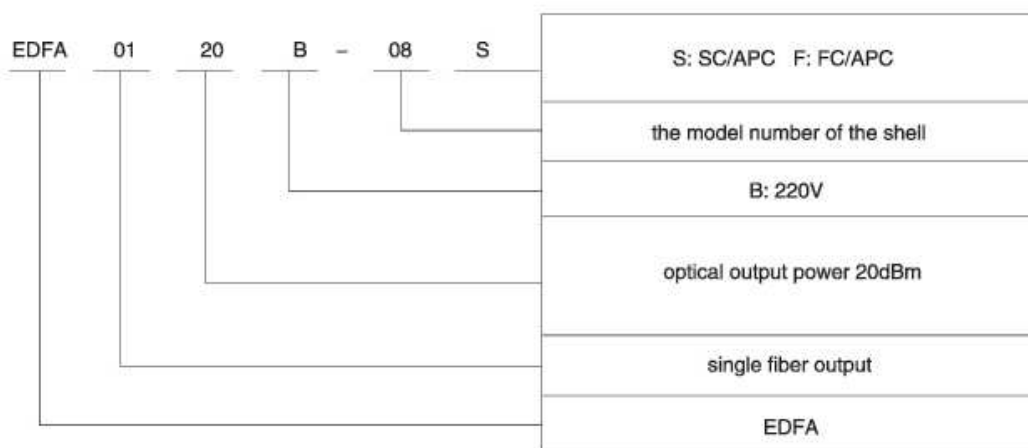 EDFA 01 20 B – 08 S
S: SC/APC F: FC/APC
the model number of the shell
B: 220V
optical output power 20dBm
single fiber output
EDFA